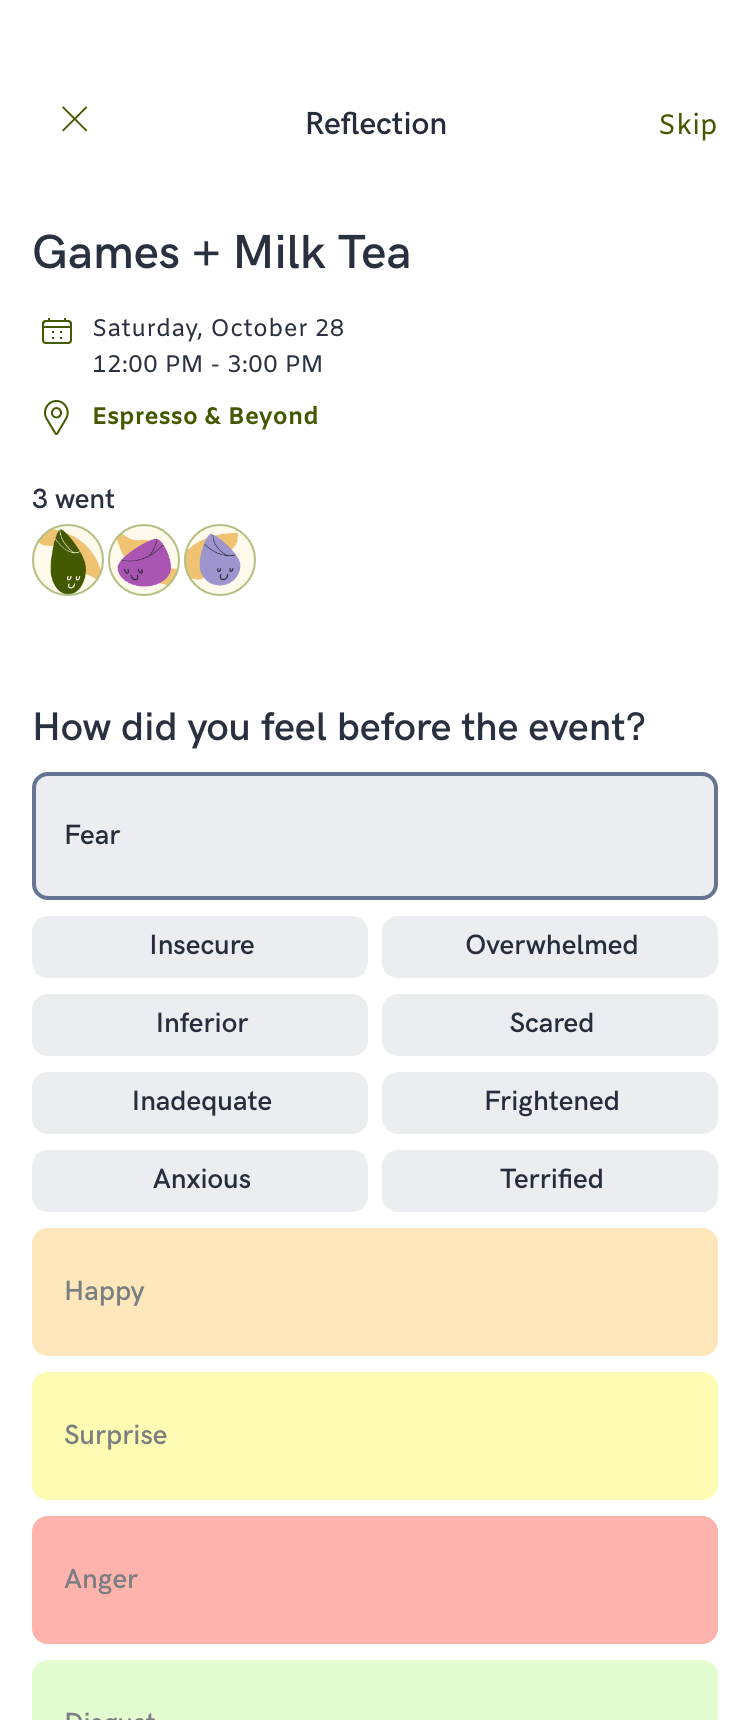 Reflection
Skip
Games + Milk Tea
Saturday, October 28
12:00 PM - 3:00 PM
Espresso & Beyond
3 went
How did you feel before the event?
Fear
Insecure
Overwhelmed
Inferior
Scared
Inadequate
Frightened
Anxious
Terrified
Happy
Surprise
Anger
Disgust